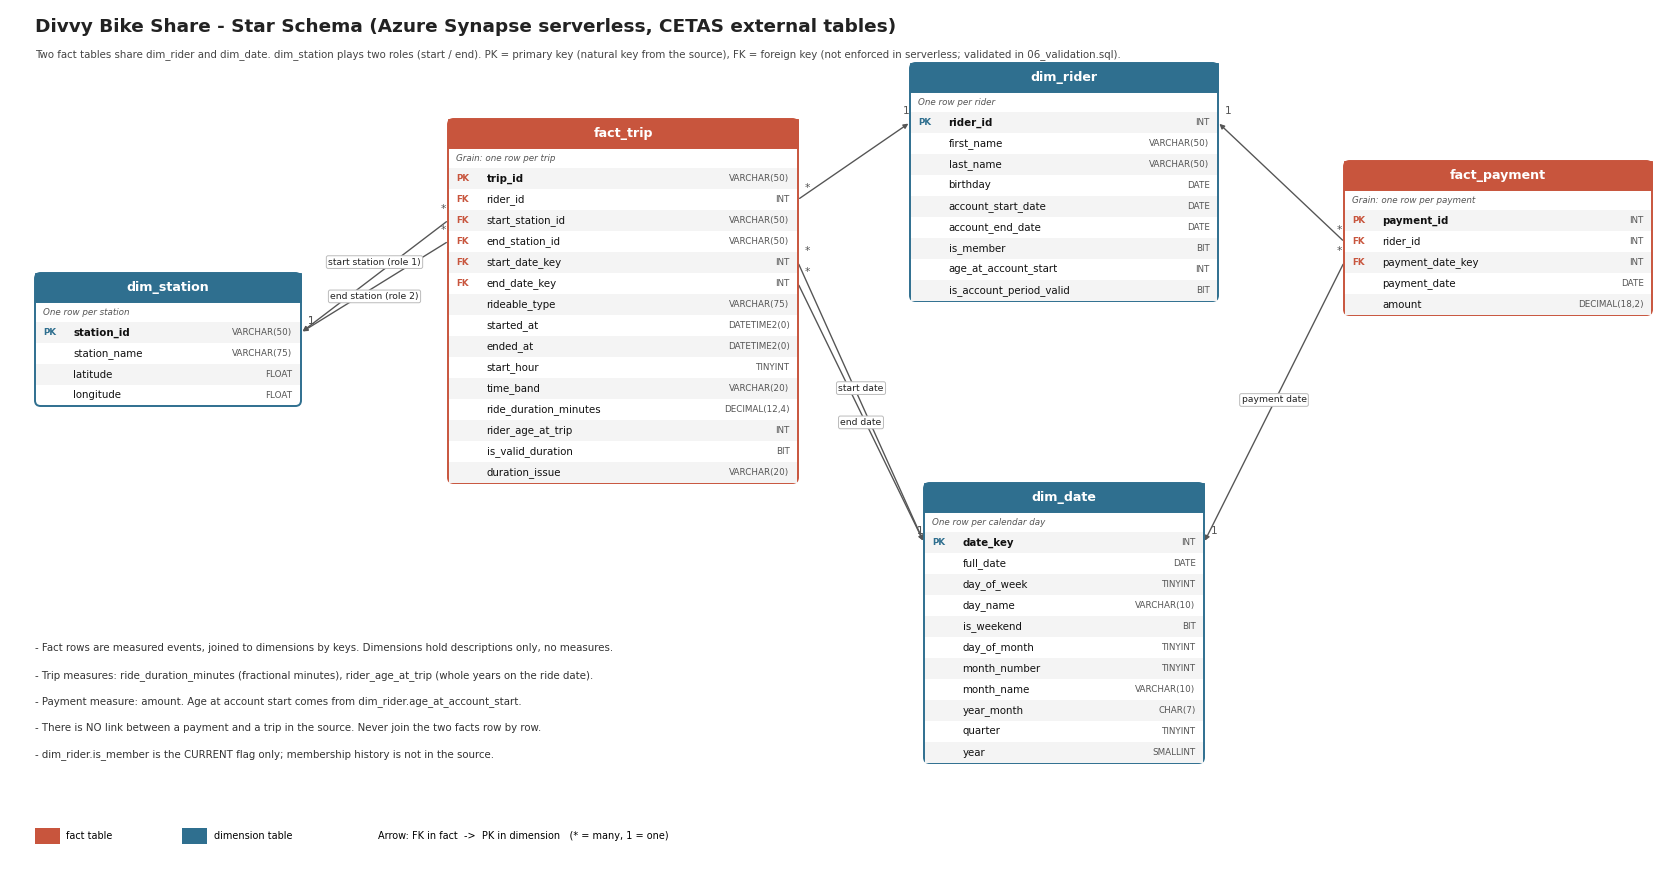 Divvy Bike Share - Star Schema (Azure Synapse serverless, CETAS external tables)
Two fact tables share dim_rider and dim_date. dim_station plays two roles (start / end). PK = primary key (natural key from the source), FK = foreign key (not enforced in serverless; validated in 06_validation.sql).
dim_station
One row per station
PK station_id VARCHAR(50)
station_name VARCHAR(75)
latitude FLOAT
longitude FLOAT
1
start station (role 1)
end station (role 2)
*
*
fact_trip
Grain: one row per trip
PK trip_id VARCHAR(50)
FK rider_id INT
FK start_station_id VARCHAR(50)
FK end_station_id VARCHAR(50)
FK start_date_key INT
FK end_date_key INT
rideable_type VARCHAR(75)
started_at DATETIME2(0)
ended_at DATETIME2(0)
start_hour TINYINT
time_band VARCHAR(20)
ride_duration_minutes DECIMAL(12,4)
rider_age_at_trip INT
is_valid_duration BIT
duration_issue VARCHAR(20)
*
*
*
start date
end date
1
dim_rider
One row per rider
PK rider_id INT
first_name VARCHAR(50)
last_name VARCHAR(50)
birthday DATE
account_start_date DATE
account_end_date DATE
is_member BIT
age_at_account_start INT
is_account_period_valid BIT
1
1
dim_date
One row per calendar day
PK date_key INT
full_date DATE
day_of_week TINYINT
day_name VARCHAR(10)
is_weekend BIT
day_of_month TINYINT
month_number TINYINT
month_name VARCHAR(10)
year_month CHAR(7)
quarter TINYINT
year SMALLINT
1
payment date
*
*
fact_payment
Grain: one row per payment
PK payment_id INT
FK rider_id INT
FK payment_date_key INT
payment_date DATE
amount DECIMAL(18,2)
- Fact rows are measured events, joined to dimensions by keys. Dimensions hold descriptions only, no measures.
- Trip measures: ride_duration_minutes (fractional minutes), rider_age_at_trip (whole years on the ride date).
- Payment measure: amount. Age at account start comes from dim_rider.age_at_account_start.
- There is NO link between a payment and a trip in the source. Never join the two facts row by row.
- dim_rider.is_member is the CURRENT flag only; membership history is not in the source.
fact table
dimension table
Arrow: FK in fact -> PK in dimension (* = many, 1 = one)